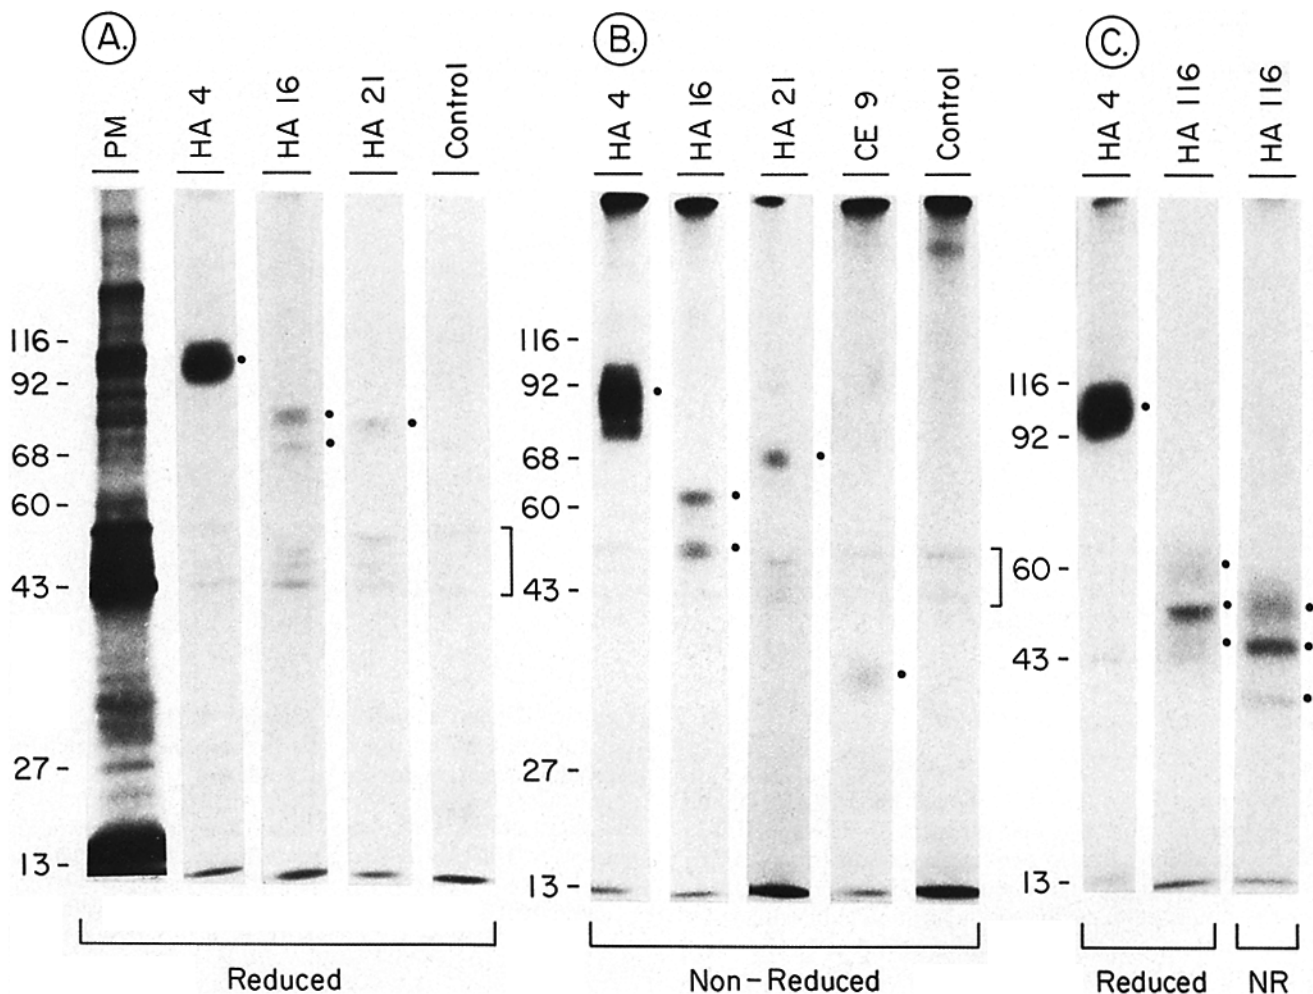 A.
PM
HA 4
HA 16
HA 21
Control
116 -
92 -
68 -
60 -
43 -
27 -
13 -
Reduced
B.
HA 4
HA 16
HA 21
CE 9
Control
116 -
92 -
68 -
60 -
43 -
27 -
13 -
Non-Reduced
C.
HA 4
HA 116
HA 116
116 -
92 -
60 -
43 -
13 -
Reduced
NR